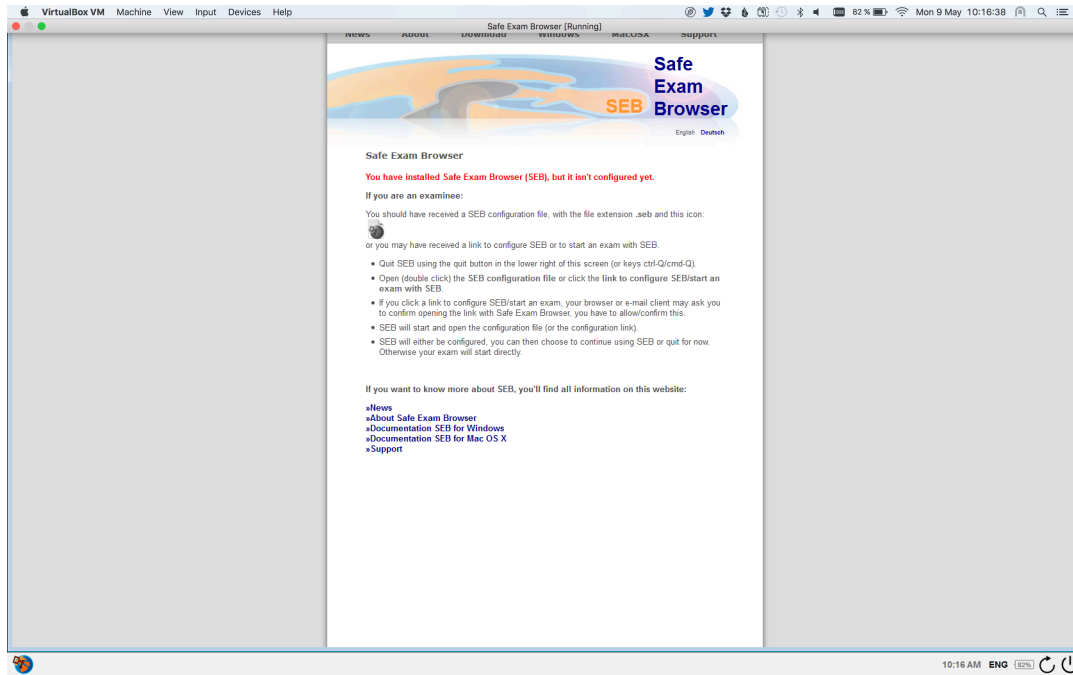 VirtualBox VM Machine View Input Devices Help 82 % Mon 9 May 10:16:38
Safe Exam Browser [Running]
News About Download Windows MacOSX Support
Safe
Exam
SEB Browser
English Deutsch
Safe Exam Browser
You have installed Safe Exam Browser (SEB), but it isn't configured yet.
If you are an examinee:
You should have received a SEB configuration file, with the file extension .seb and this icon:
or you may have received a link to configure SEB or to start an exam with SEB.
• Quit SEB using the quit button in the lower right of this screen (or keys ctrl-Q/cmd-Q).
• Open (double click) the SEB configuration file or click the link to configure SEB/start an
exam with SEB.
• If you click a link to configure SEB/start an exam, your browser or e-mail client may ask you
to confirm opening the link with Safe Exam Browser, you have to allow/confirm this.
• SEB will start and open the configuration file (or the configuration link).
• SEB will either be configured, you can then choose to continue using SEB or quit for now.
Otherwise your exam will start directly.
If you want to know more about SEB, you'll find all information on this website:
»News
»About Safe Exam Browser
»Documentation SEB for Windows
»Documentation SEB for Mac OS X
»Support
10:16 AM ENG 82%